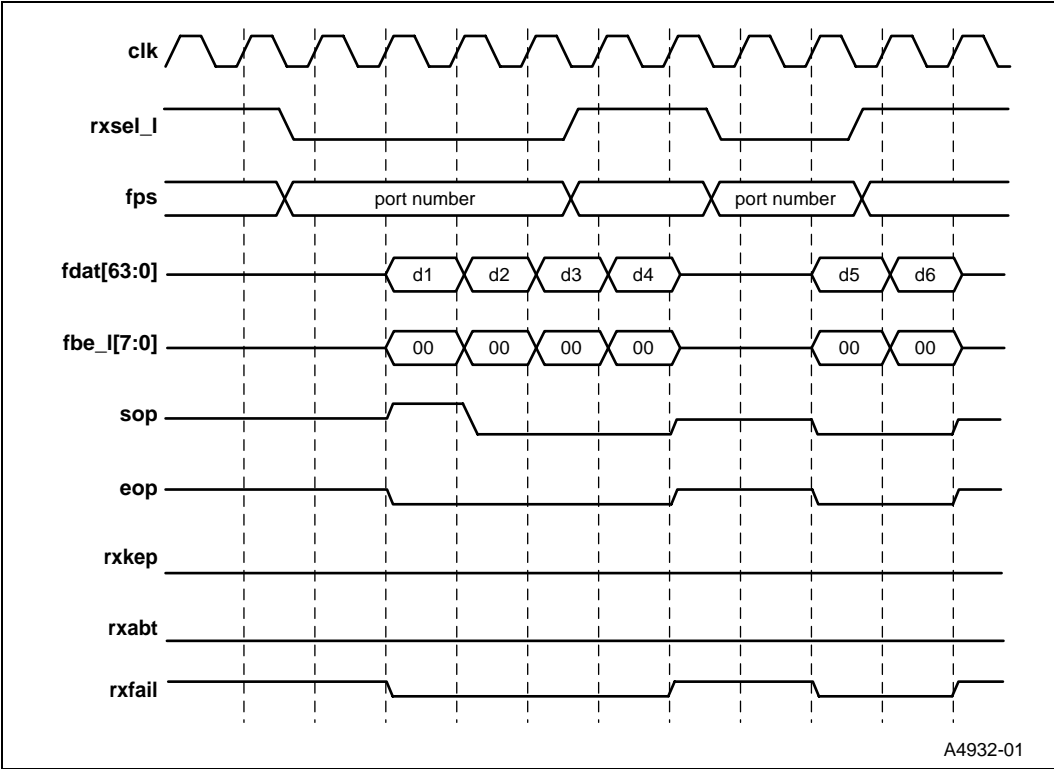 clk
rxsel_l
fps port number port number
fdat[63:0] d1 d2 d3 d4 d5 d6
fbe_l[7:0] 00 00 00 00 00 00
sop
eop
rxkep
rxabt
rxfail
A4932-01